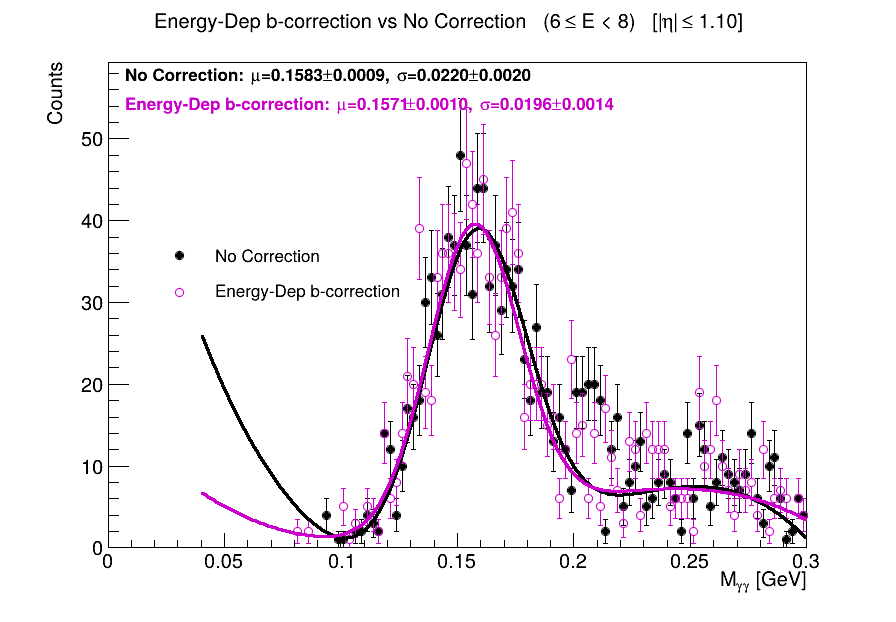 Energy-Dep b-correction vs No Correction (6 ≤ E < 8) [|η| ≤ 1.10]
No Correction: μ=0.1583±0.0009, σ=0.0220±0.0020
Energy-Dep b-correction: μ=0.1571±0.0010, σ=0.0196±0.0014
Counts
50
40
30
20
10
0
No Correction
Energy-Dep b-correction
0 0.05 0.1 0.15 0.2 0.25 0.3
Mγγ [GeV]